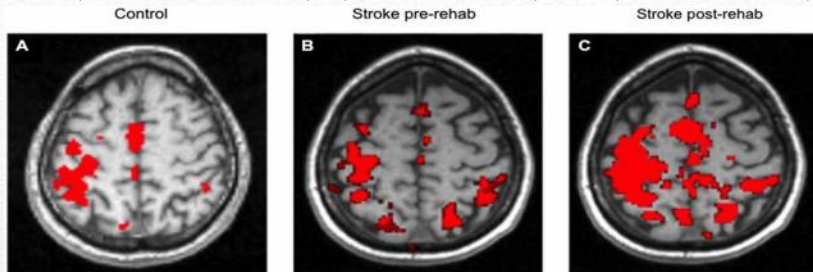 Control
Stroke pre-rehab
Stroke post-rehab
A
B
C